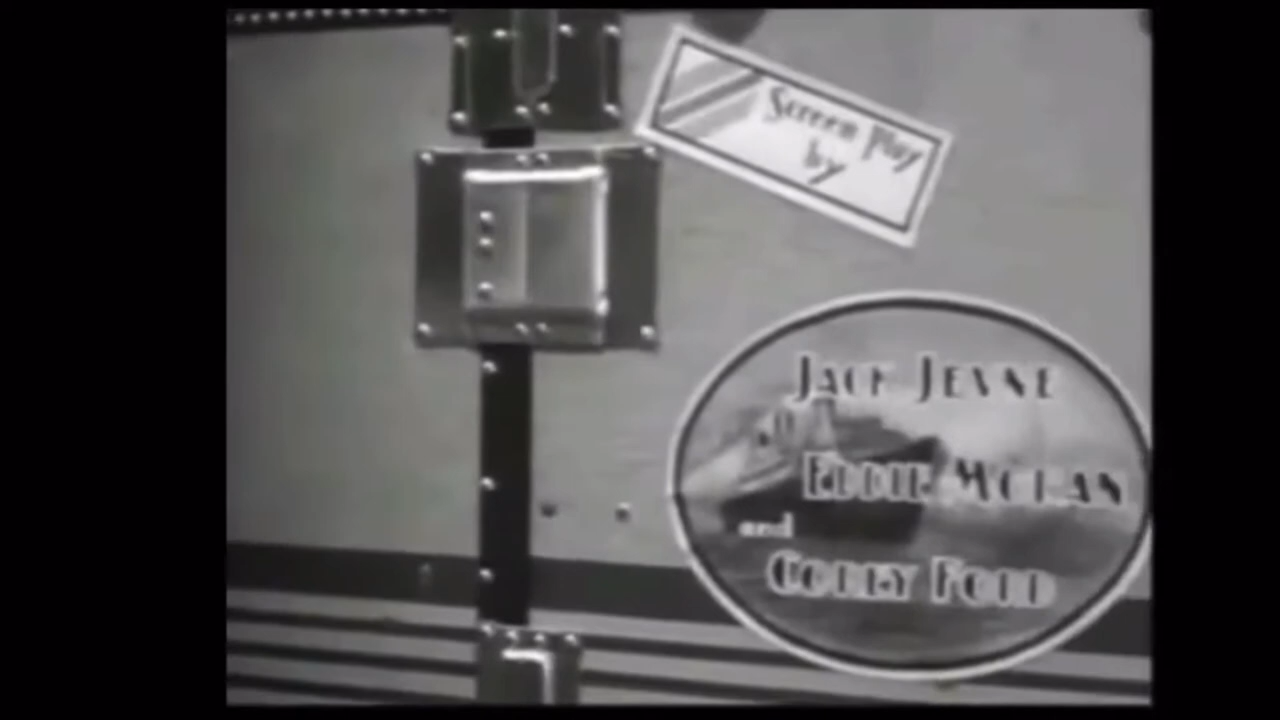 Screen Play
by
JACK JEVNE
EDDIE MORAN
and
COREY FORD